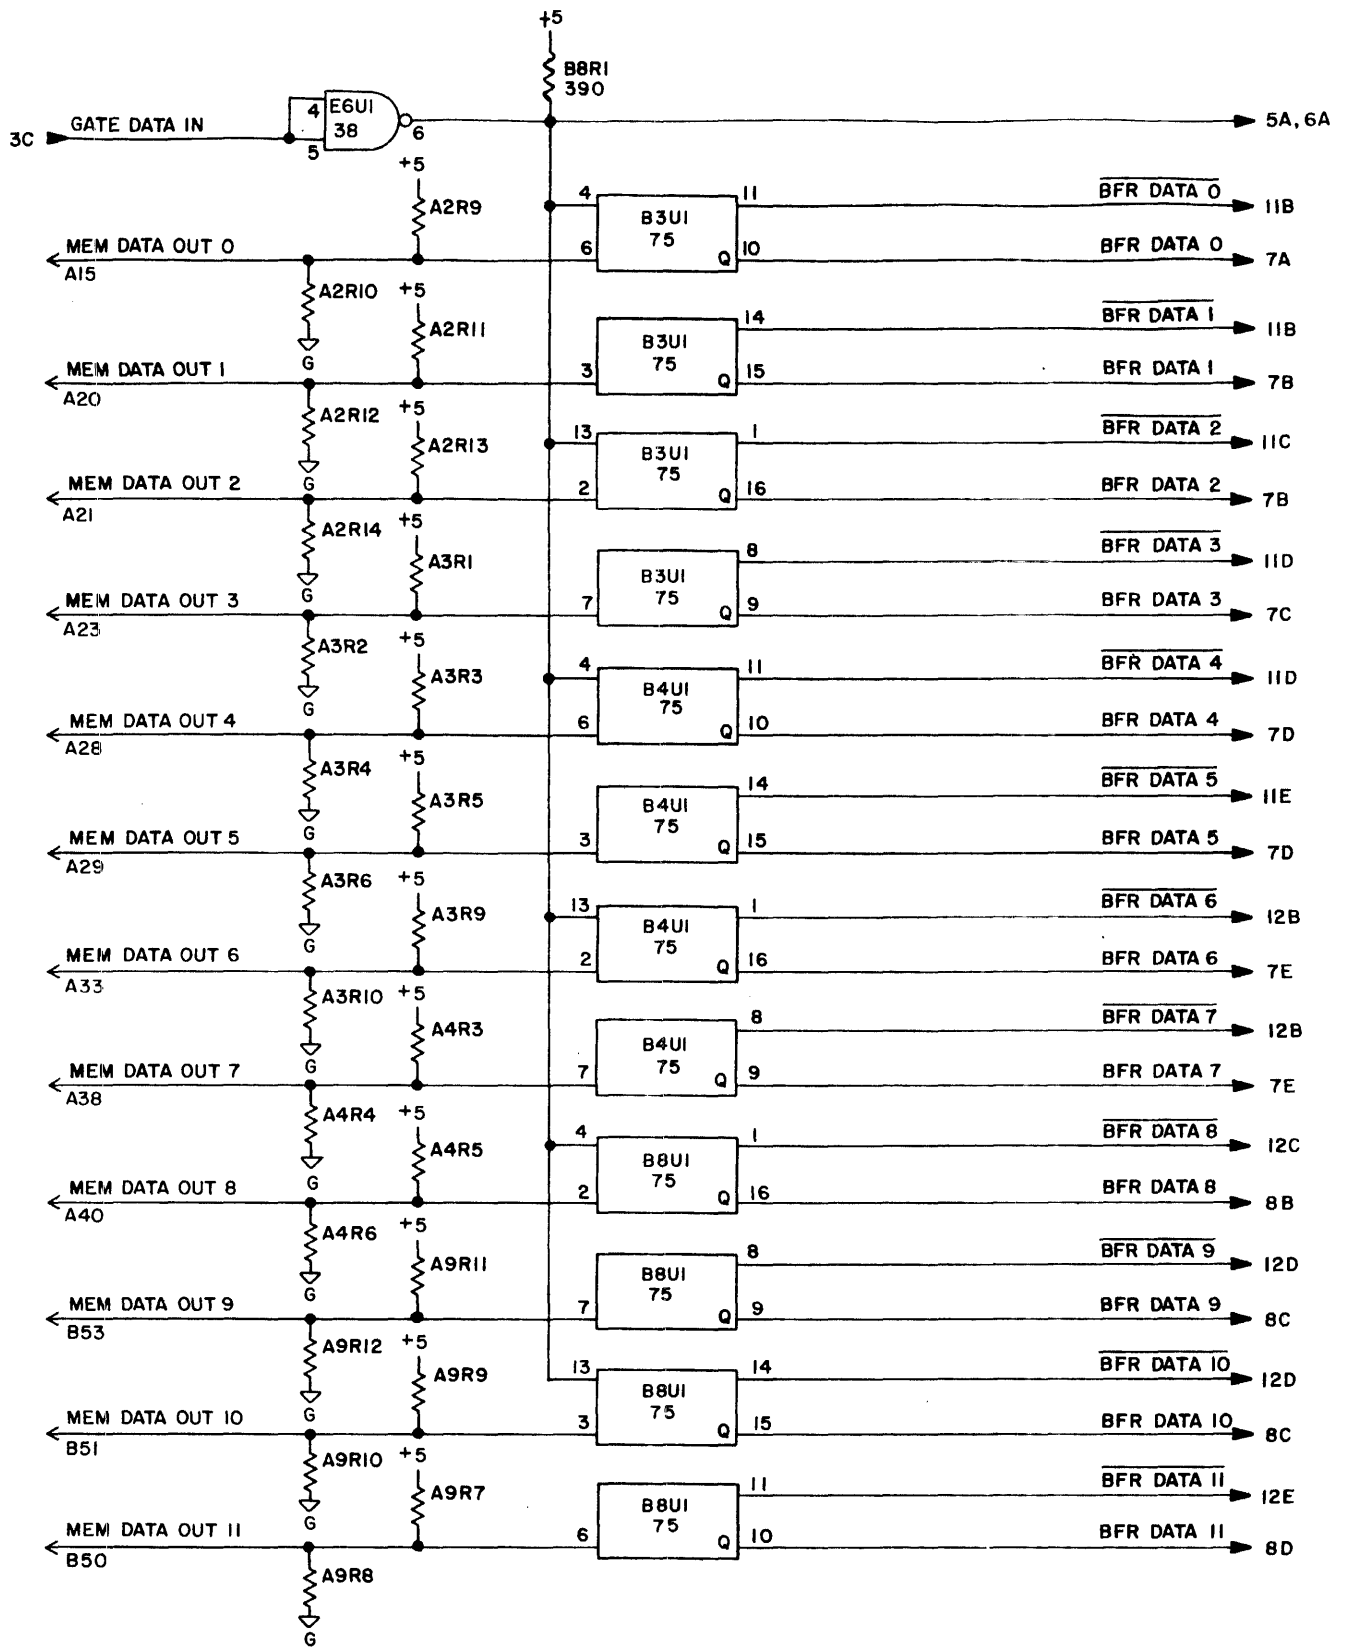 +5
B8R1
390
3C GATE DATA IN 4 5 E6U1 38 6 5A, 6A
+5
A2R9
4 B3U1 75 11 BFR DATA 0 11B
MEM DATA OUT 0 A15 6 Q 10 BFR DATA 0 7A
A2R10 G
+5
A2R11
B3U1 75 14 BFR DATA 1 11B
MEM DATA OUT 1 A20 3 Q 15 BFR DATA 1 7B
A2R12 G
+5
A2R13
13 B3U1 75 1 BFR DATA 2 11C
MEM DATA OUT 2 A21 2 Q 16 BFR DATA 2 7B
A2R14 G
+5
A3R1
B3U1 75 8 BFR DATA 3 11D
MEM DATA OUT 3 A23 7 Q 9 BFR DATA 3 7C
A3R2 G
+5
A3R3
4 B4U1 75 11 BFR DATA 4 11D
MEM DATA OUT 4 A28 6 Q 10 BFR DATA 4 7D
A3R4 G
+5
A3R5
B4U1 75 14 BFR DATA 5 11E
MEM DATA OUT 5 A29 3 Q 15 BFR DATA 5 7D
A3R6 G
+5
A3R9
13 B4U1 75 1 BFR DATA 6 12B
MEM DATA OUT 6 A33 2 Q 16 BFR DATA 6 7E
A3R10 G
+5
A4R3
B4U1 75 8 BFR DATA 7 12B
MEM DATA OUT 7 A38 7 Q 9 BFR DATA 7 7E
A4R4 G
+5
A4R5
4 B8U1 75 1 BFR DATA 8 12C
MEM DATA OUT 8 A40 2 Q 16 BFR DATA 8 8B
A4R6 G
+5
A9R11
B8U1 75 8 BFR DATA 9 12D
MEM DATA OUT 9 B53 7 Q 9 BFR DATA 9 8C
A9R12 G
+5
A9R9
13 B8U1 75 14 BFR DATA 10 12D
MEM DATA OUT 10 B51 3 Q 15 BFR DATA 10 8C
A9R10 G
+5
A9R7
B8U1 75 11 BFR DATA 11 12E
MEM DATA OUT 11 B50 6 Q 10 BFR DATA 11 8D
A9R8 G